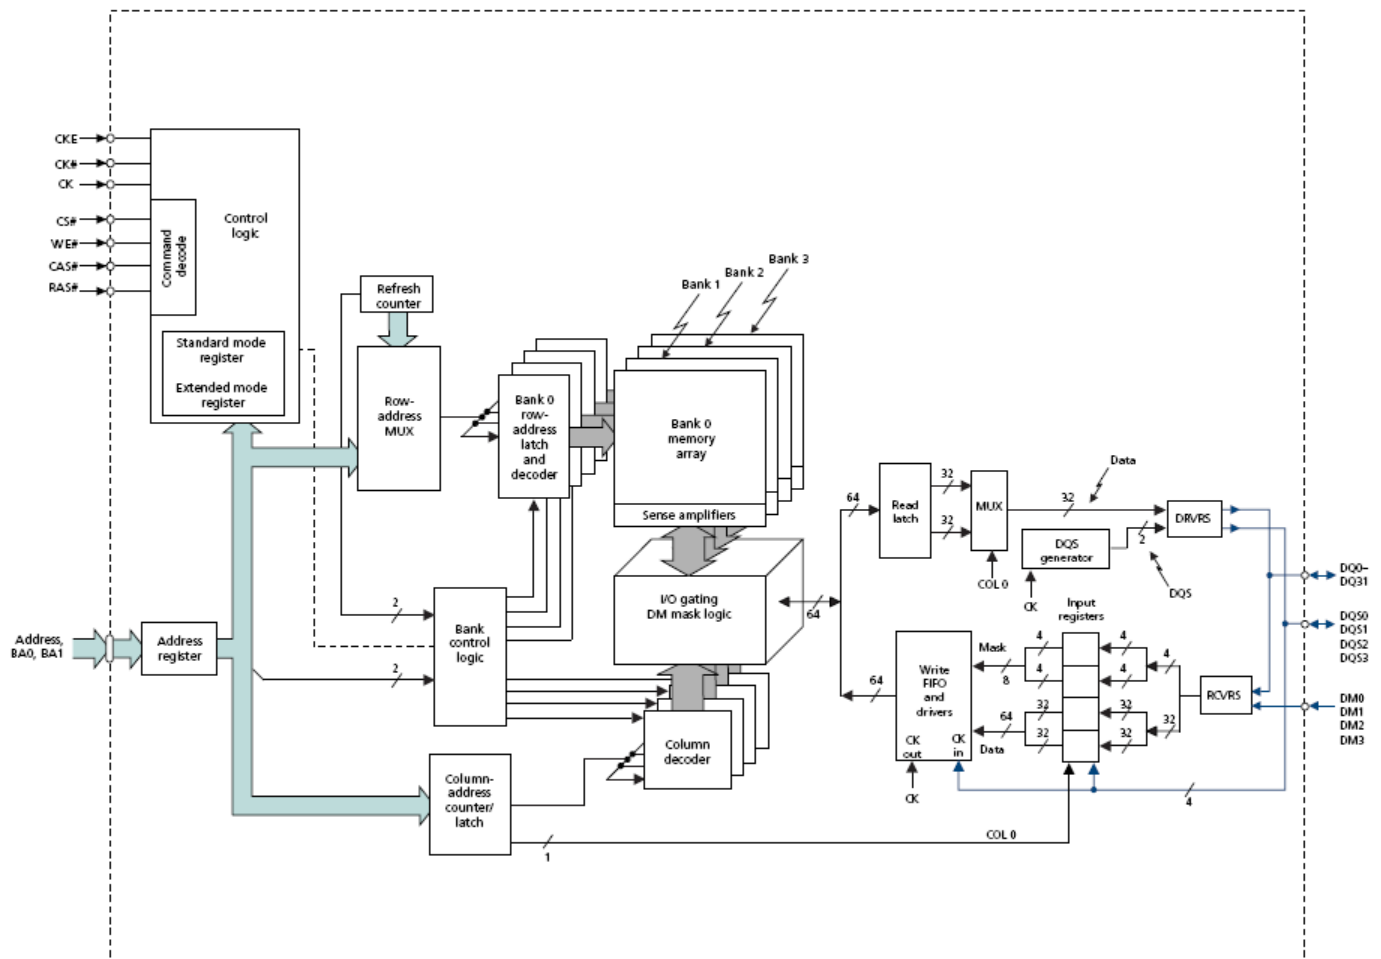 CKE
CK#
CK
CS#
WE#
CAS#
RAS#
Command
decode
Control
logic
Standard mode
register
Extended mode
register
Refresh
counter
Row-
address
MUX
Bank 0
row-
address
latch
and
decoder
Bank 1
Bank 2
Bank 3
Bank 0
memory
array
Sense amplifiers
I/O gating
DM mask logic
2
2
Bank
control
logic
Address,
BA0, BA1
Address
register
Column-
address
counter/
latch
Column
decoder
1
COL 0
64
64
64
Read
latch
32
32
MUX
COL 0
32
Data
DQS
generator
CK
2
DQS
DRVRS
DQ0–
DQ31
DQS0
DQS1
DQS2
DQS3
DM0
DM1
DM2
DM3
Input
registers
Write
FIFO
and
drivers
CK
out
CK
in
CK
Mask
8
64
Data
4
4
32
32
4
4
32
32
4
32
RCVRS
4